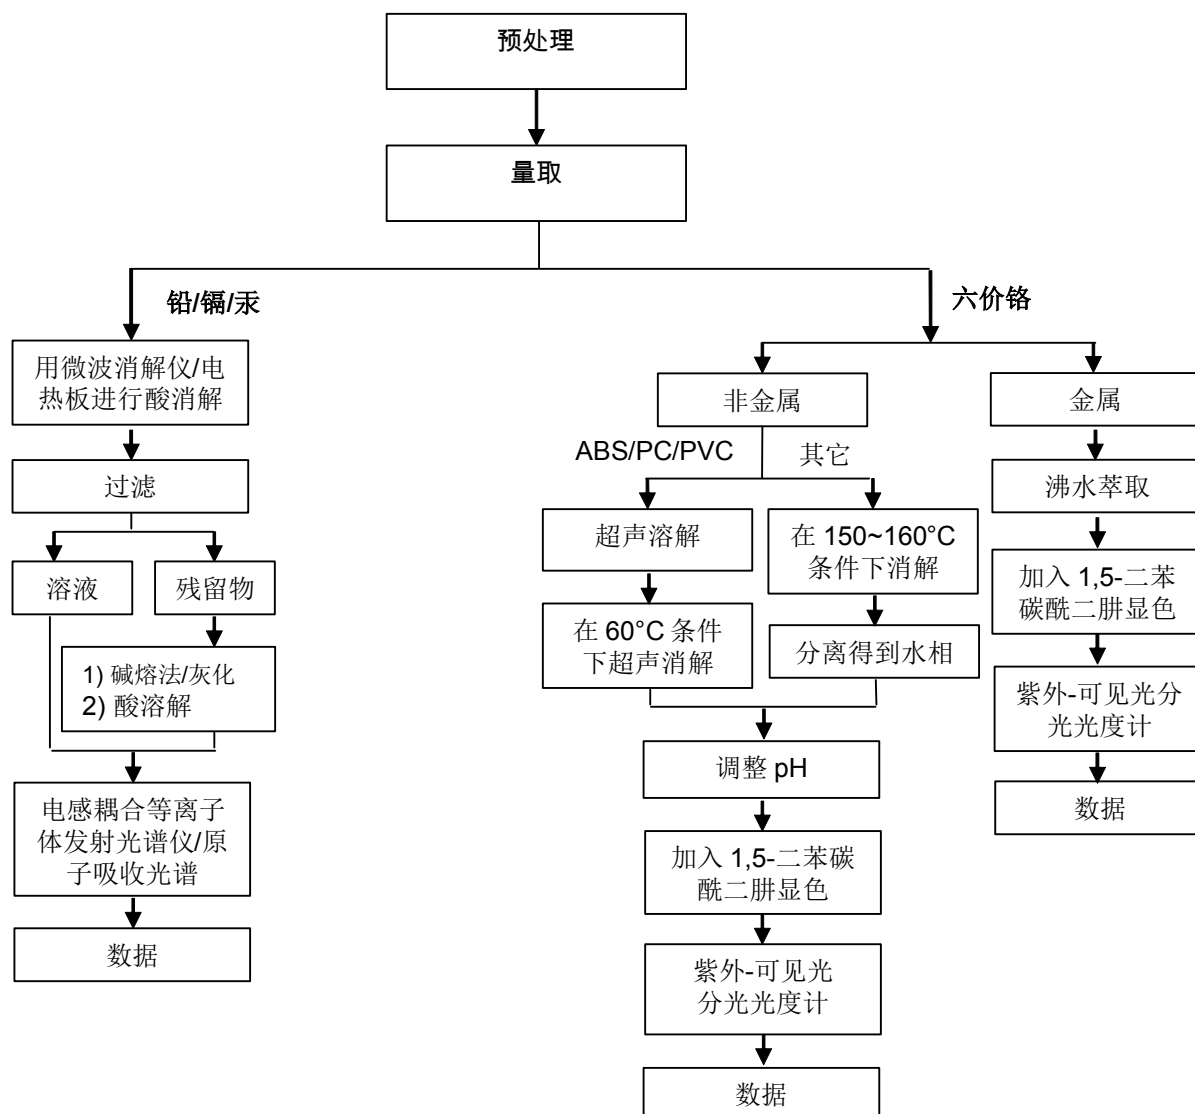 预处理
量取
铅/镉/汞
六价铬
用微波消解仪/电
热板进行酸消解
过滤
溶液
残留物
1) 碱熔法/灰化
2) 酸溶解
电感耦合等离子
体发射光谱仪/原
子吸收光谱
数据
非金属
ABS/PC/PVC
其它
超声溶解
在 60°C 条件
下超声消解
在 150~160°C
条件下消解
分离得到水相
调整 pH
加入 1,5-二苯碳
酰二肼显色
紫外-可见光
分光光度计
数据
金属
沸水萃取
加入 1,5-二苯
碳酰二肼显色
紫外-可见光分
光光度计
数据